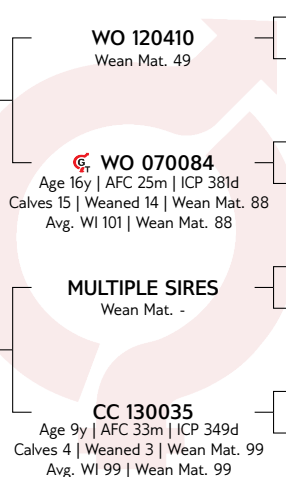 WO 120410
Wean Mat. 49
GT WO 070084
Age 16y | AFC 25m | ICP 381d
Calves 15 | Weaned 14 | Wean Mat. 88
Avg. WI 101 | Wean Mat. 88
MULTIPLE SIRES
Wean Mat. -
CC 130035
Age 9y | AFC 33m | ICP 349d
Calves 4 | Weaned 3 | Wean Mat. 99
Avg. WI 99 | Wean Mat. 99